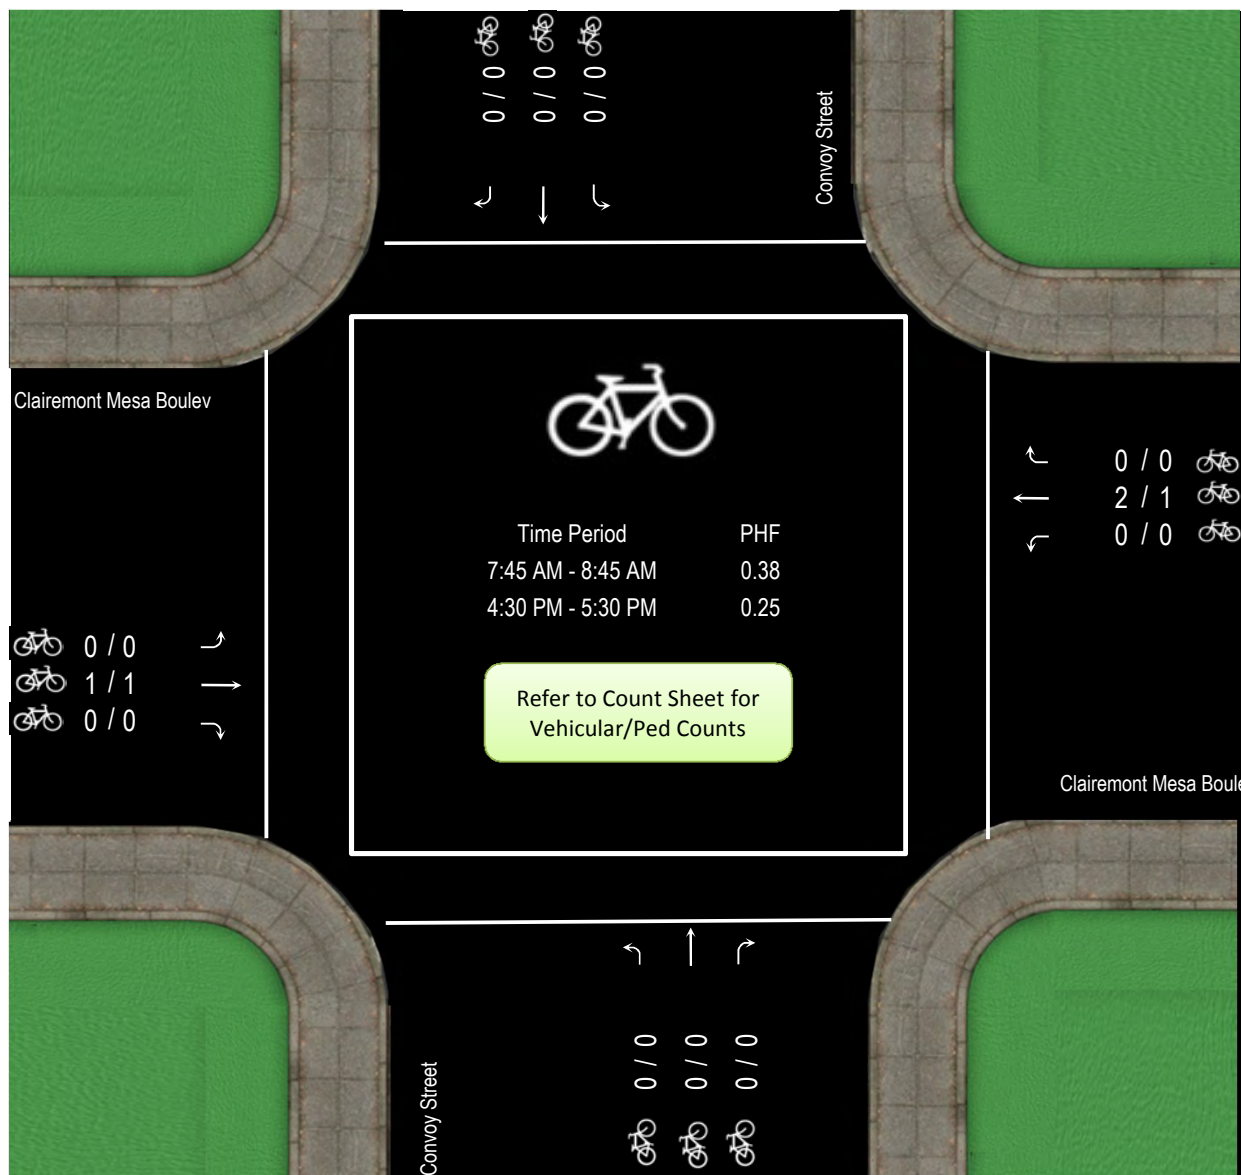 0 / 0
0 / 0
0 / 0
Convoy Street
Clairemont Mesa Boulev
0 / 0
2 / 1
0 / 0
Time Period PHF
7:45 AM - 8:45 AM 0.38
4:30 PM - 5:30 PM 0.25
0 / 0
1 / 1
0 / 0
Refer to Count Sheet for
Vehicular/Ped Counts
Clairemont Mesa Boule
0 / 0
0 / 0
0 / 0
Convoy Street